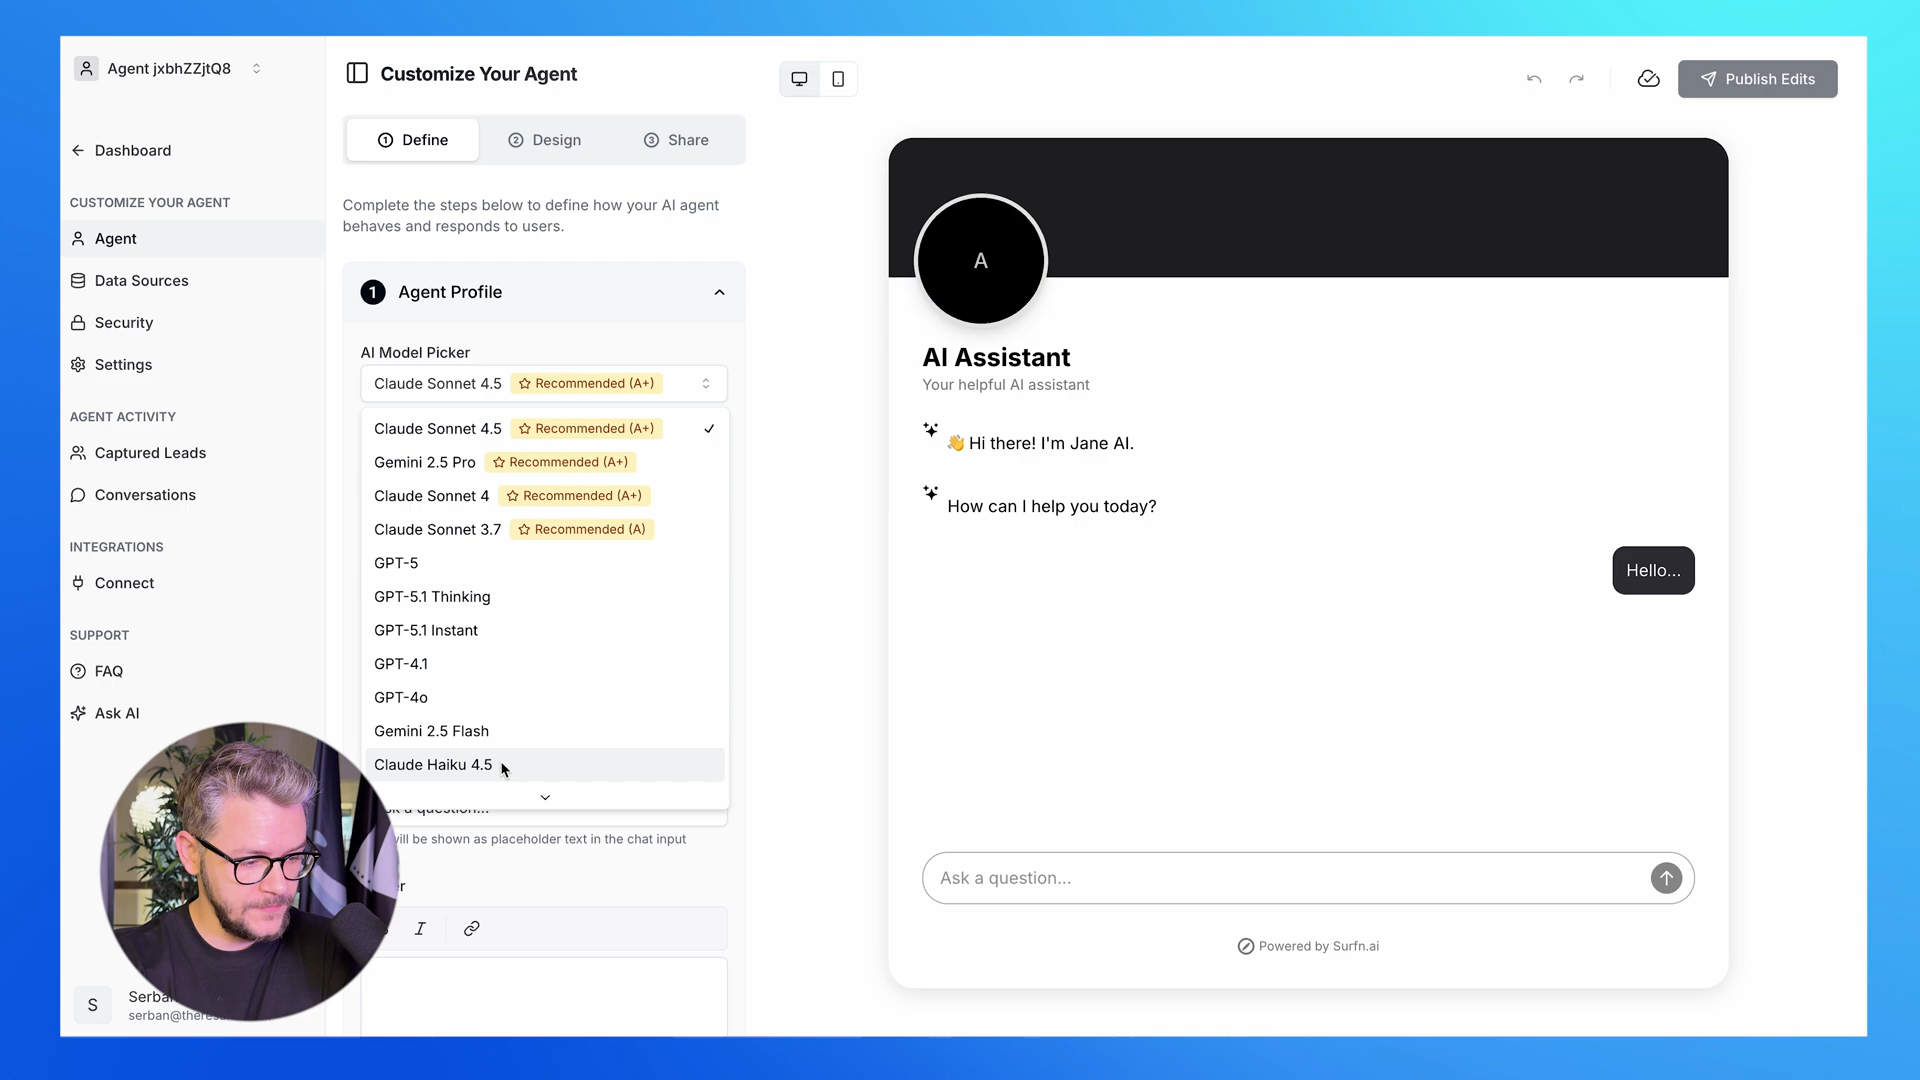 Agent jxbhZZjtQ8
Dashboard
CUSTOMIZE YOUR AGENT
Agent
Data Sources
Security
Settings
AGENT ACTIVITY
Captured Leads
Conversations
INTEGRATIONS
Connect
SUPPORT
FAQ
Ask AI
S
serban@there
Customize Your Agent
1 Define
2 Design
3 Share
Complete the steps below to define how your AI agent
behaves and responds to users.
1 Agent Profile
AI Model Picker
Claude Sonnet 4.5 Recommended (A+)
Claude Sonnet 4.5 Recommended (A+)
Gemini 2.5 Pro Recommended (A+)
Claude Sonnet 4 Recommended (A+)
Claude Sonnet 3.7 Recommended (A)
GPT-5
GPT-5.1 Thinking
GPT-5.1 Instant
GPT-4.1
GPT-4o
Gemini 2.5 Flash
Claude Haiku 4.5
a question...
will be shown as placeholder text in the chat input
I
Publish Edits
A
AI Assistant
Your helpful AI assistant
👋 Hi there! I'm Jane AI.
How can I help you today?
Hello...
Ask a question...
Powered by Surfn.ai